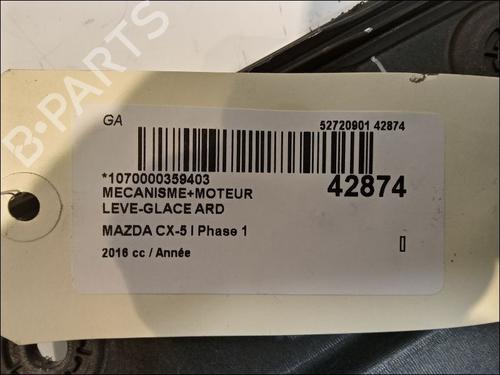 GA
52720901 42874
*1070000359403
MECANISME+MOTEUR
LEVE-GLACE ARD
42874
MAZDA CX-5 I Phase 1
2016 cc / Année
B-PARTS